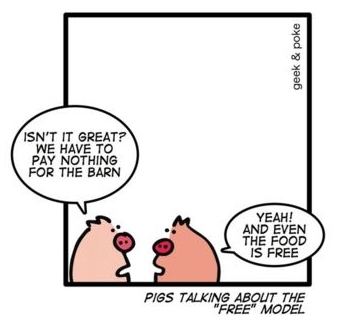 geek & poke
ISN'T IT GREAT?
WE HAVE TO
PAY NOTHING
FOR THE BARN
YEAH!
AND EVEN
THE FOOD
IS FREE
PIGS TALKING ABOUT THE
"FREE" MODEL